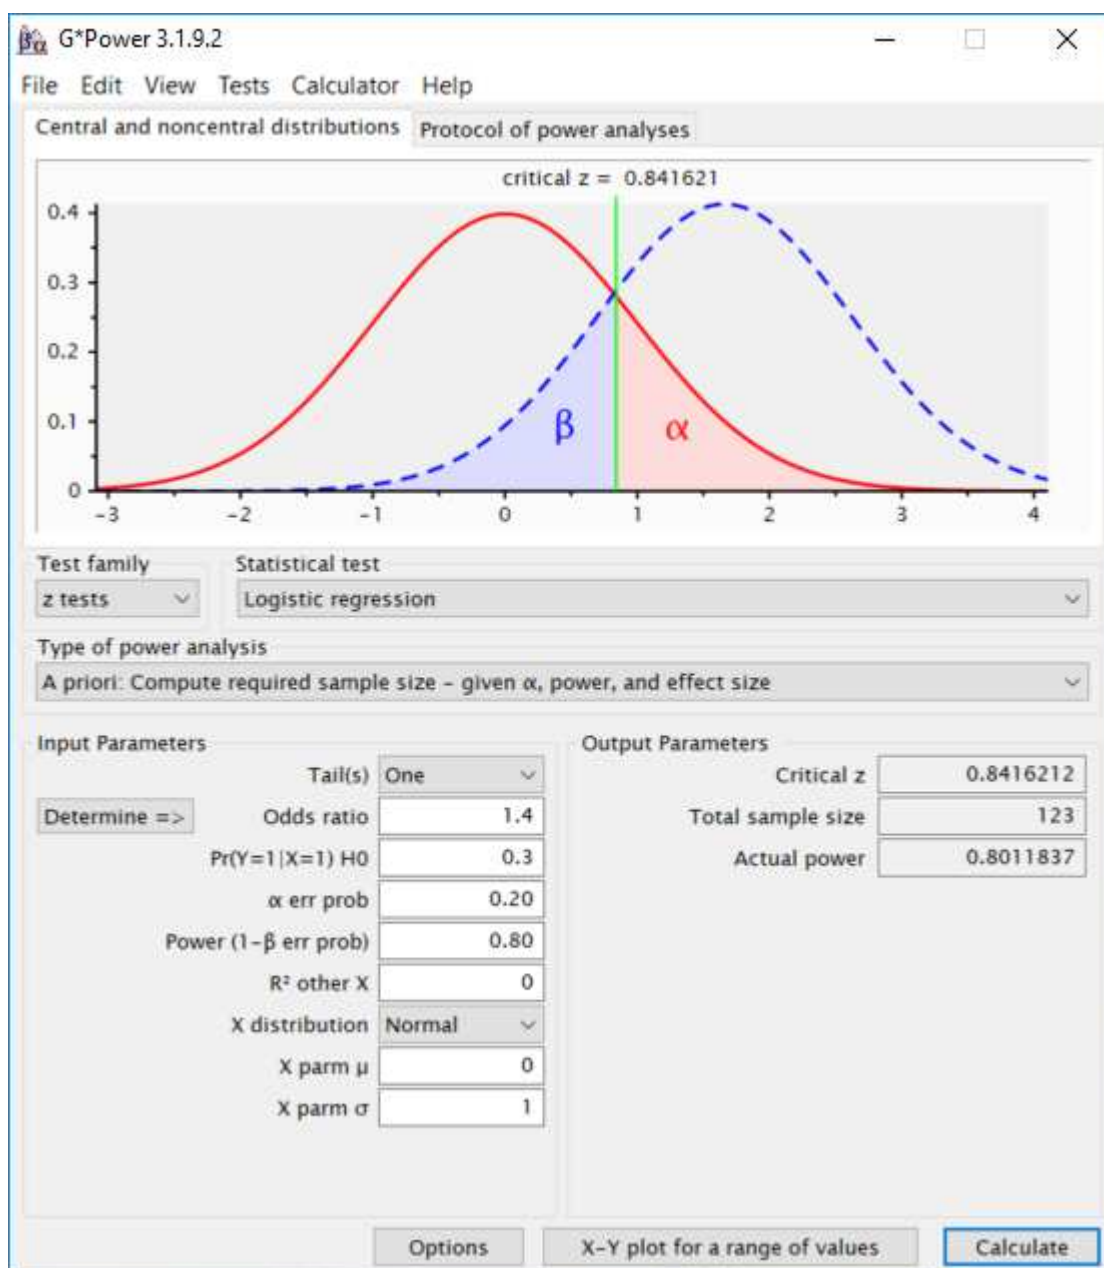 G*Power 3.1.9.2
File Edit View Tests Calculator Help
Central and noncentral distributions Protocol of power analyses
critical z = 0.841621
0.4
0.3
0.2
0.1
0
β α
-3 -2 -1 0 1 2 3 4
Test family Statistical test
z tests Logistic regression
Type of power analysis
A priori: Compute required sample size - given α, power, and effect size
Input Parameters Output Parameters
Tail(s) One Critical z 0.8416212
Determine => Odds ratio 1.4 Total sample size 123
Pr(Y=1|X=1) H0 0.3 Actual power 0.8011837
α err prob 0.20
Power (1-β err prob) 0.80
R² other X 0
X distribution Normal
X parm μ 0
X parm σ 1
Options X-Y plot for a range of values Calculate